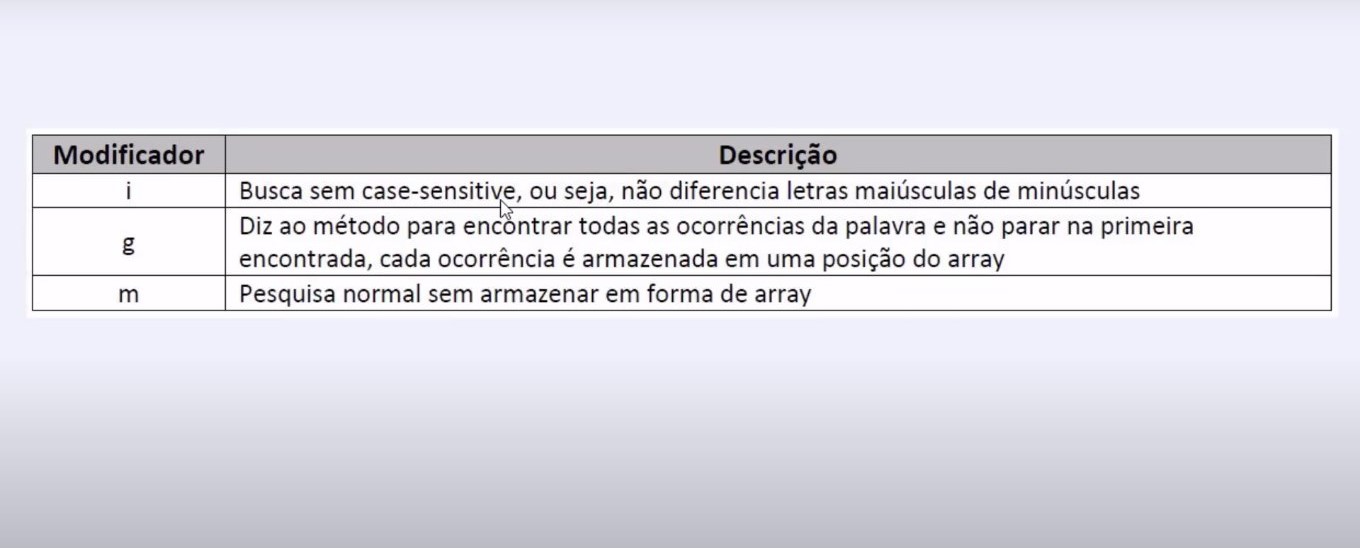 Modificador Descrição
i Busca sem case-sensitive, ou seja, não diferencia letras maiúsculas de minúsculas
g Diz ao método para encontrar todas as ocorrências da palavra e não parar na primeira
encontrada, cada ocorrência é armazenada em uma posição do array
m Pesquisa normal sem armazenar em forma de array